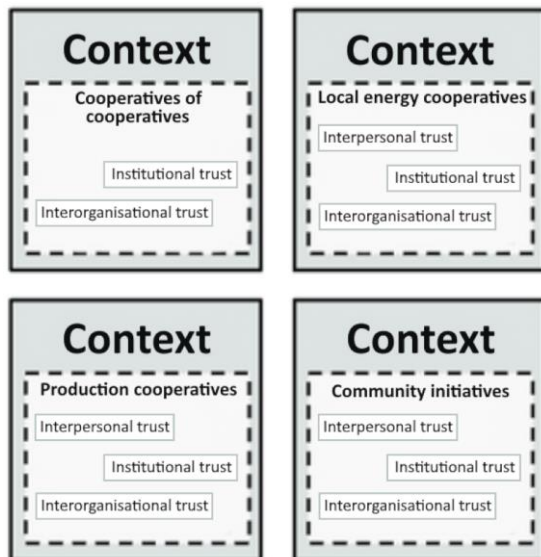 Context
Cooperatives of
cooperatives
Institutional trust
Interorganisational trust
Context
Local energy cooperatives
Interpersonal trust
Institutional trust
Interorganisational trust
Context
Production cooperatives
Interpersonal trust
Institutional trust
Interorganisational trust
Context
Community initiatives
Interpersonal trust
Institutional trust
Interorganisational trust